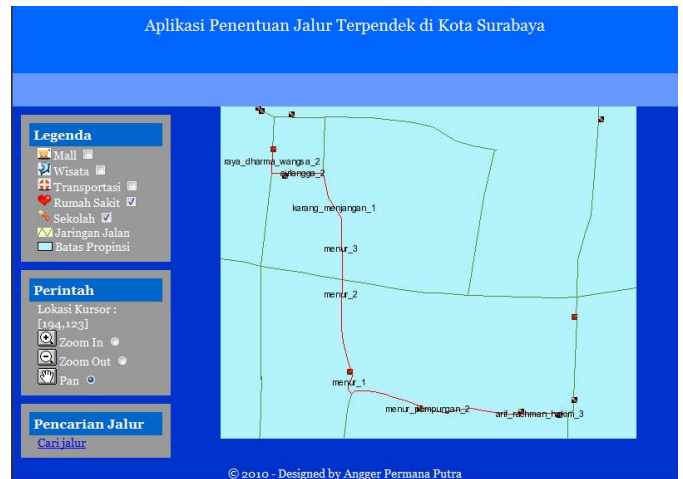 Aplikasi Penentuan Jalur Terpendek di Kota Surabaya
Legenda
Mall
Wisata
Transportasi
Rumah Sakit
Sekolah
Jaringan Jalan
Batas Propinsi
Perintah
Lokasi Kursor :
[194,123]
Zoom In
Zoom Out
Pan
Pencarian Jalur
Cari jalur
raya_dharma_wangsa_2
airlangga_2
karang_menjangan_1
menur_3
menur_2
menur_1
menur_pumpungan_2
arif_rachman_hakim_3
© 2010 - Designed by Angger Permana Putra